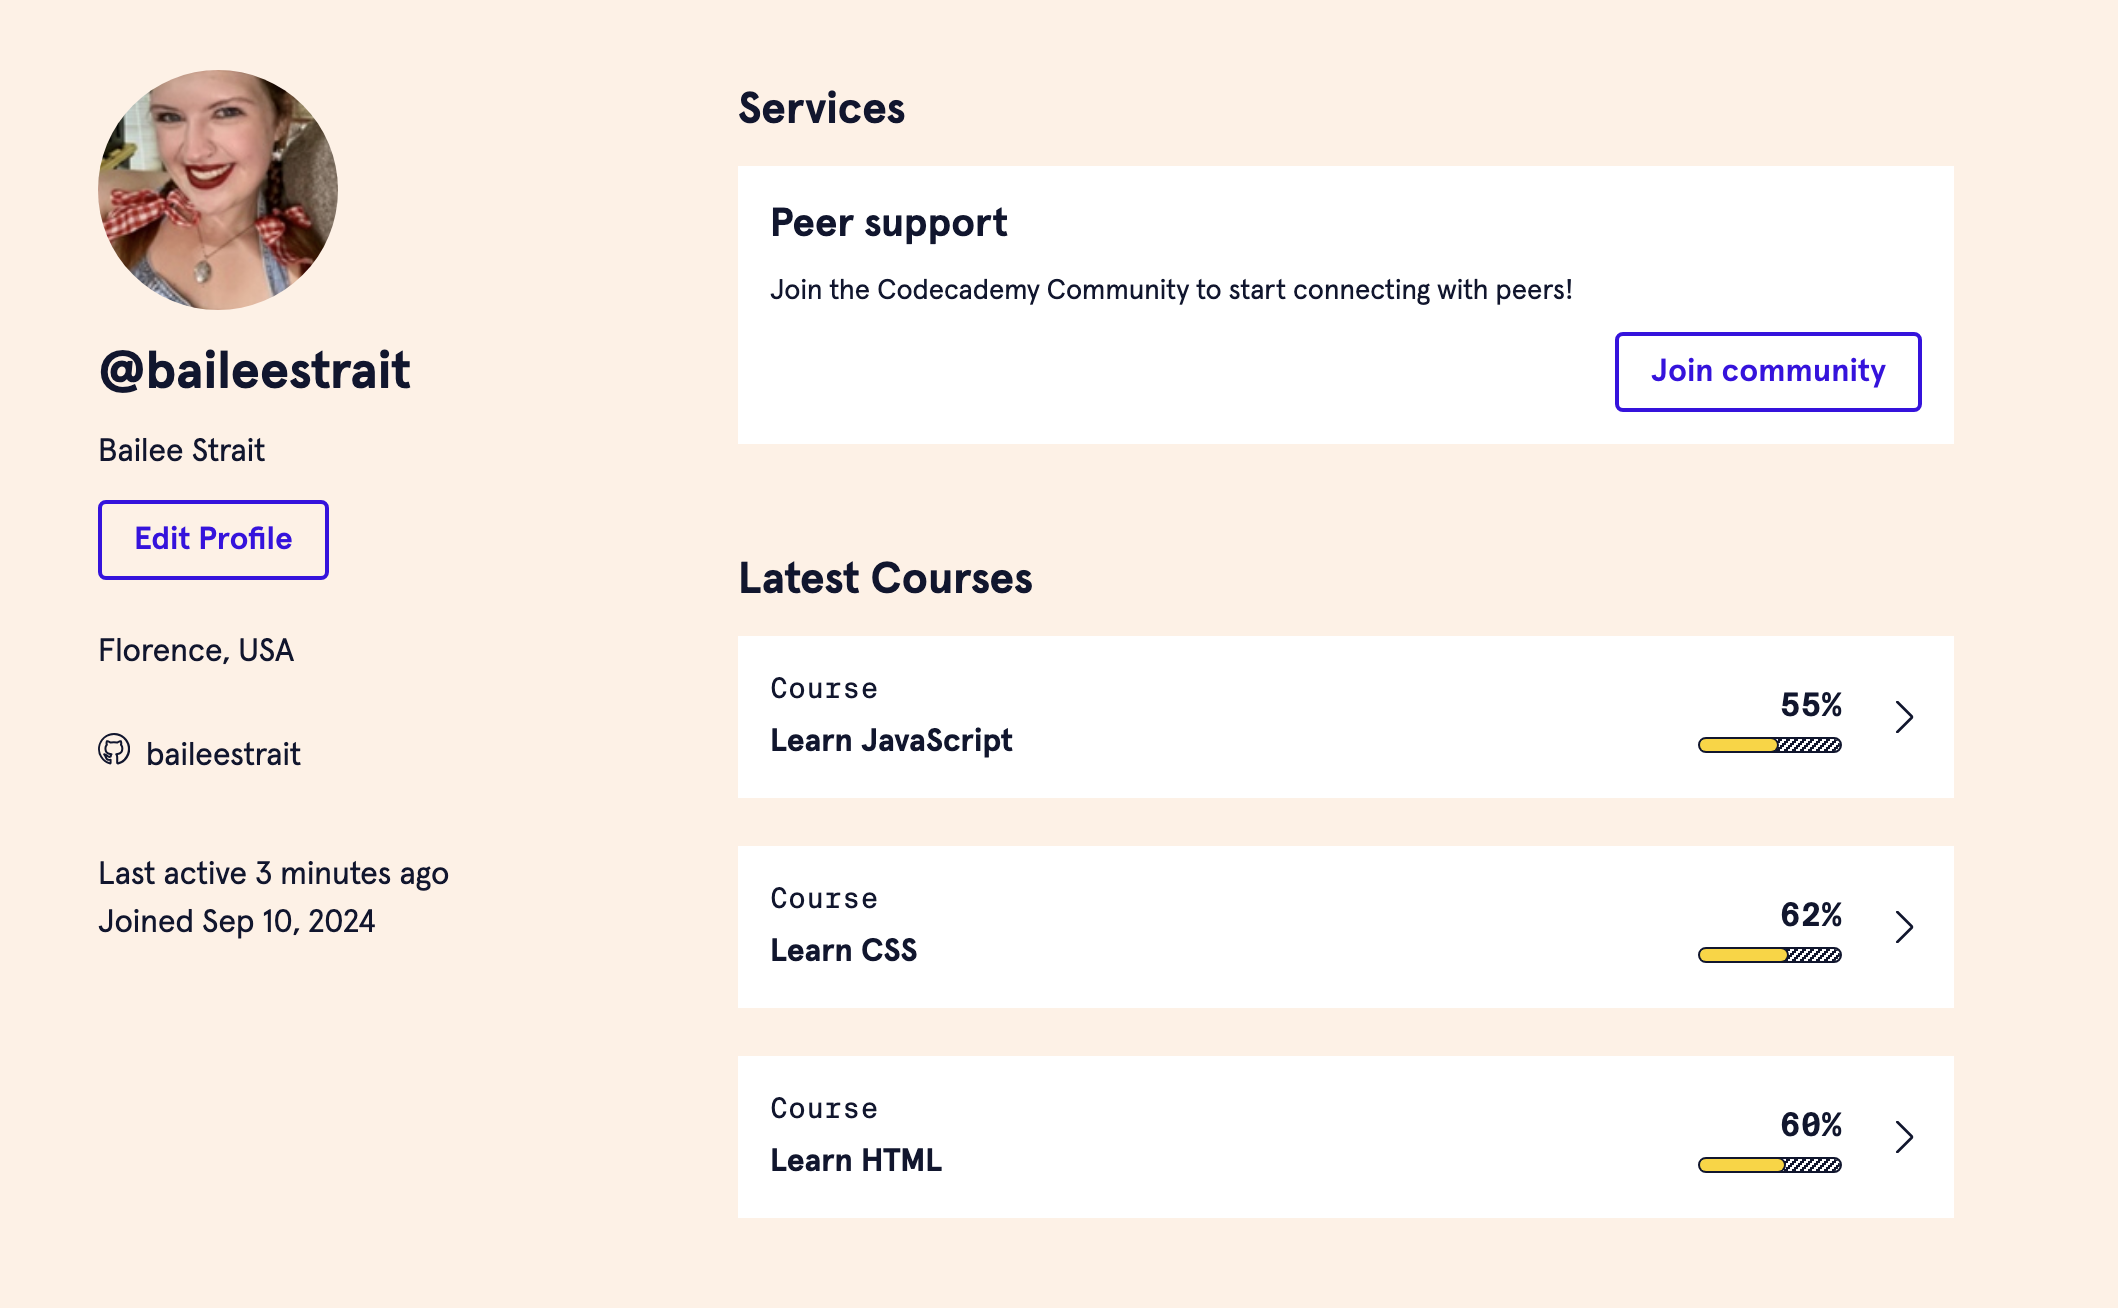 @baileestrait
Bailee Strait
Edit Profile
Florence, USA
baileestrait
Last active 3 minutes ago
Joined Sep 10, 2024
Services
Peer support
Join the Codecademy Community to start connecting with peers!
Join community
Latest Courses
Course
Learn JavaScript
55%
Course
Learn CSS
62%
Course
Learn HTML
60%